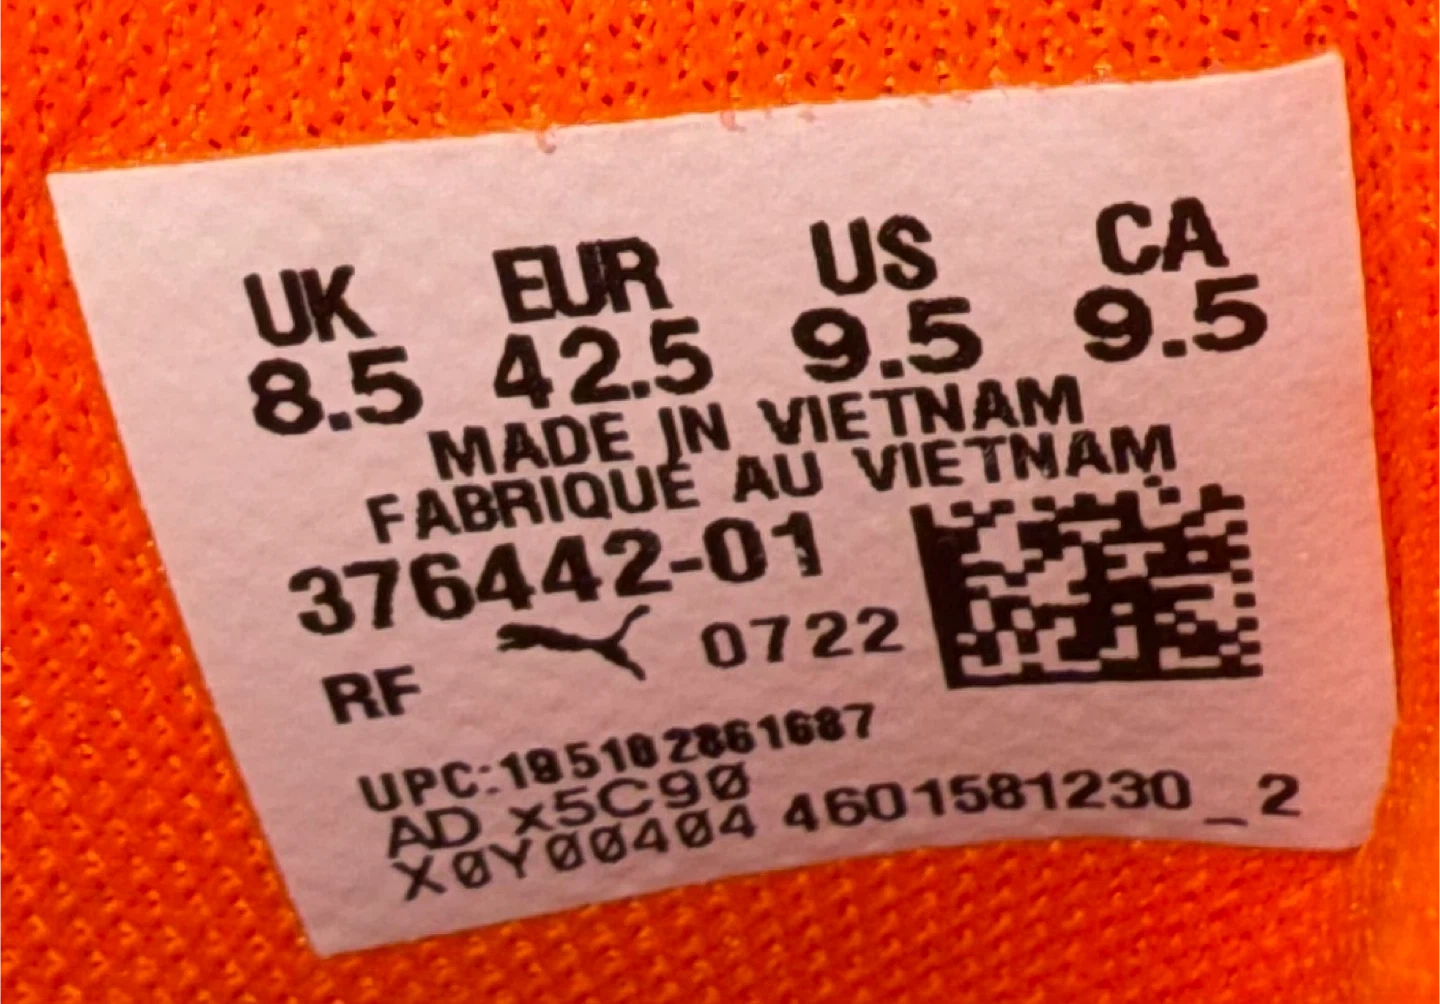 UK EUR US CA
8.5 42.5 9.5 9.5
MADE IN VIETNAM
FABRIQUÉ AU VIETNAM
376442-01
RF 0722
UPC:195102861687
AD x5C90
X0Y00404 4601581230_2